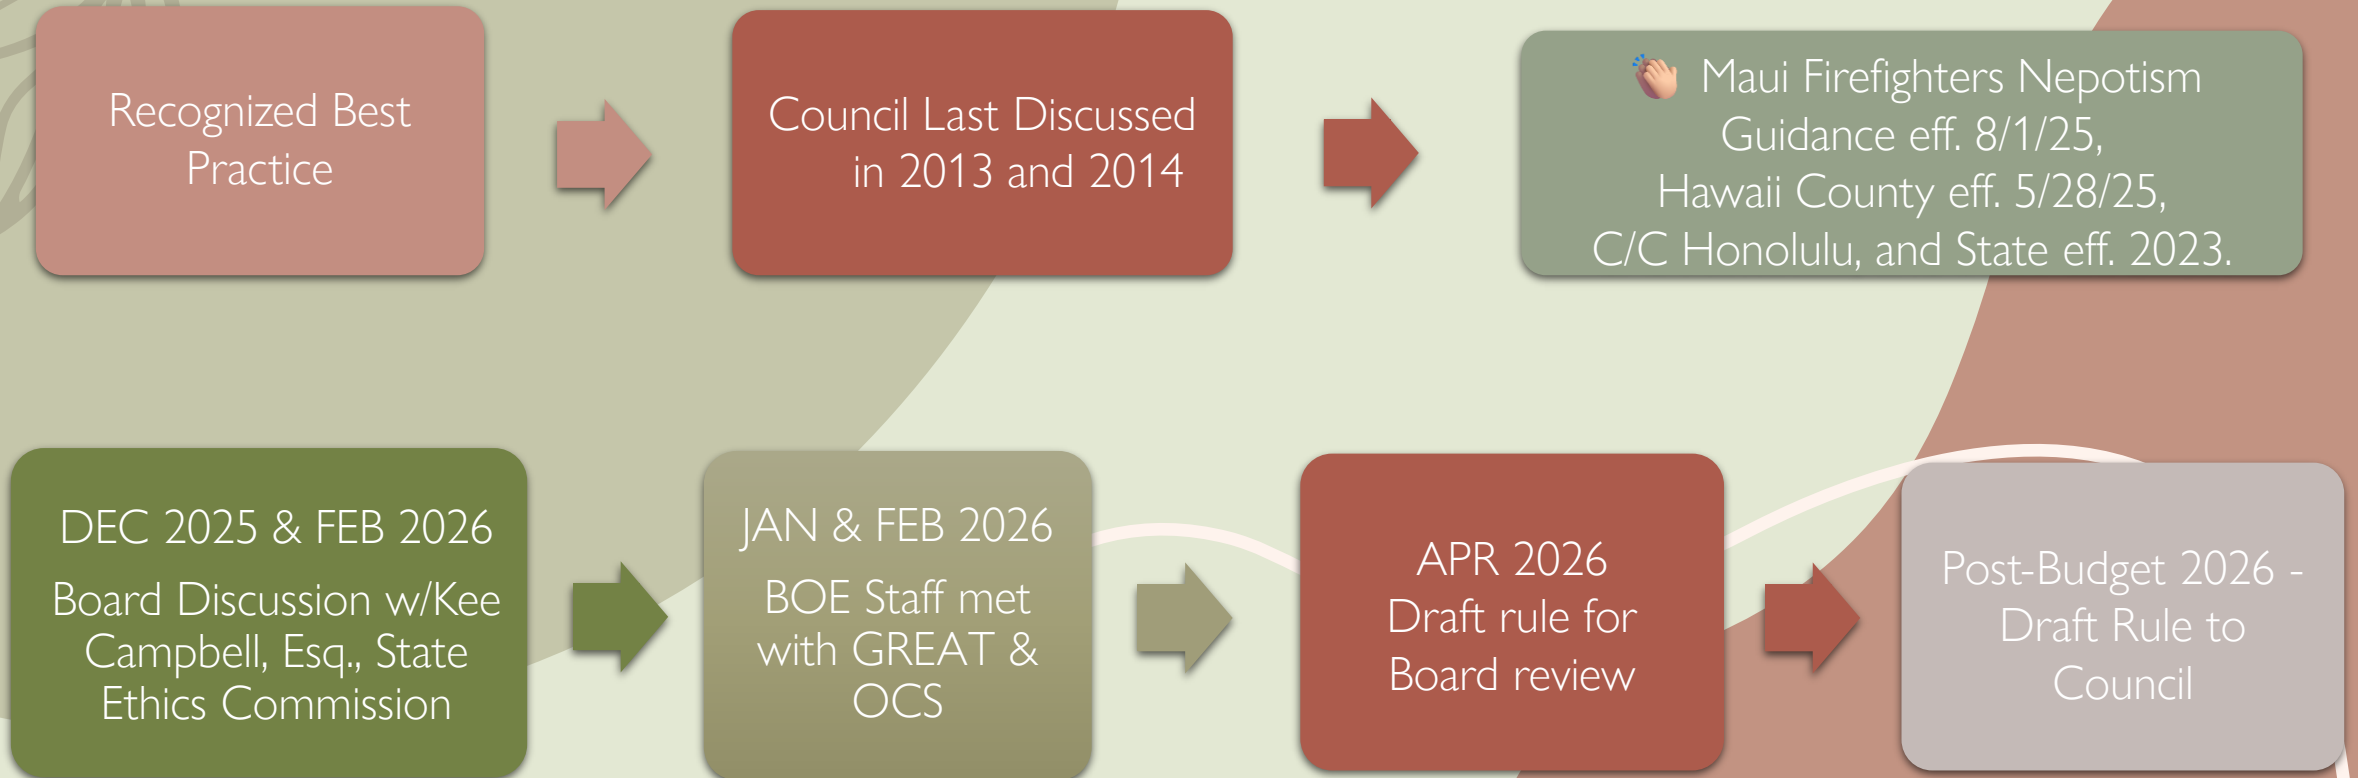 Recognized Best
Practice
Council Last Discussed
in 2013 and 2014
👏🏼 Maui Firefighters Nepotism
Guidance eff. 8/1/25,
Hawaii County eff. 5/28/25,
C/C Honolulu, and State eff. 2023.
DEC 2025 & FEB 2026
Board Discussion w/Kee
Campbell, Esq., State
Ethics Commission
JAN & FEB 2026
BOE Staff met
with GREAT &
OCS
APR 2026
Draft rule for
Board review
Post-Budget 2026 -
Draft Rule to
Council